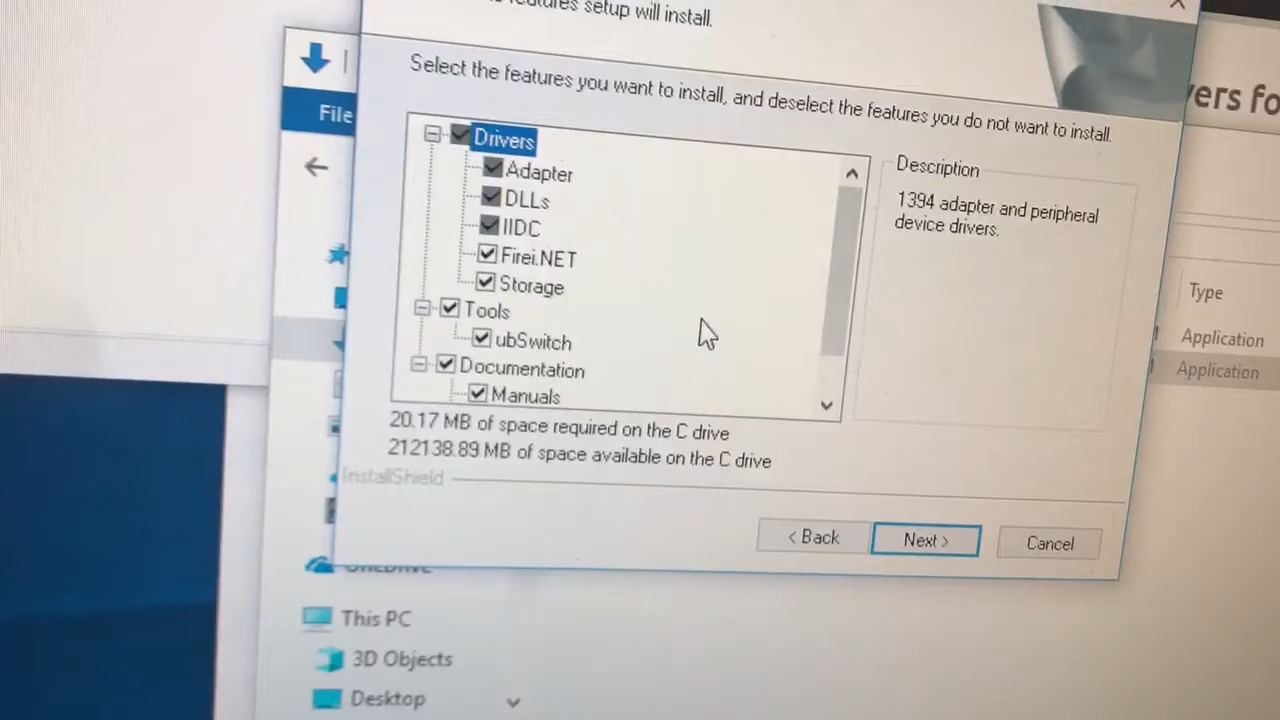 features setup will install.
Select the features you want to install, and deselect the features you do not want to install.
File
Drivers
Adapter
DLLs
IIDC
Firei.NET
Storage
Tools
ubSwitch
Documentation
Manuals
Description
1394 adapter and peripheral
device drivers.
20.17 MB of space required on the C drive
212138.89 MB of space available on the C drive
InstallShield
< Back
Next >
Cancel
Type
Application
Application
OneDrive
This PC
3D Objects
Desktop